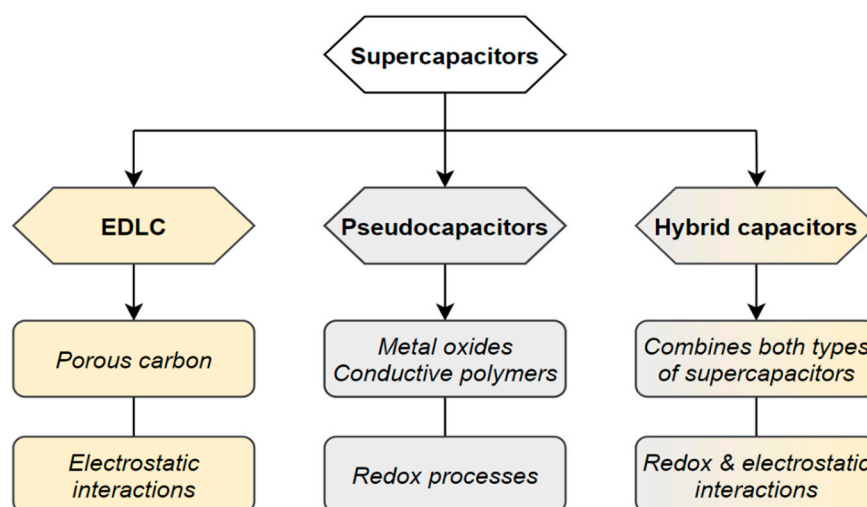 Supercapacitors
EDLC
Pseudocapacitors
Hybrid capacitors
Porous carbon
Metal oxides
Conductive polymers
Combines both types
of supercapacitors
Electrostatic
interactions
Redox processes
Redox & electrostatic
interactions